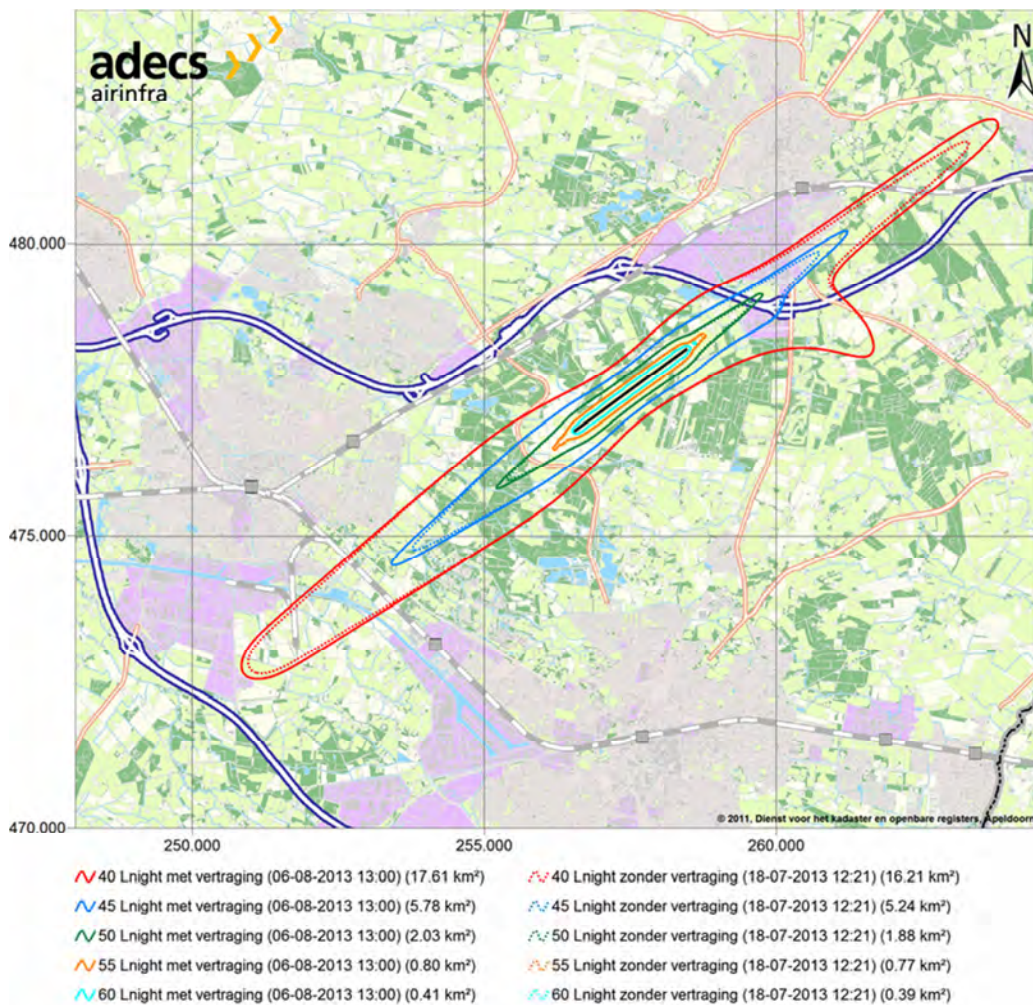 adecs
airinfra
N
480.000
475.000
470.000
© 2011, Dienst voor het kadaster en openbare registers, Apeldoorn
250.000
255.000
260.000
40 Lnight met vertraging (06-08-2013 13:00) (17.61 km²)
45 Lnight met vertraging (06-08-2013 13:00) (5.78 km²)
50 Lnight met vertraging (06-08-2013 13:00) (2.03 km²)
55 Lnight met vertraging (06-08-2013 13:00) (0.80 km²)
60 Lnight met vertraging (06-08-2013 13:00) (0.41 km²)
40 Lnight zonder vertraging (18-07-2013 12:21) (16.21 km²)
45 Lnight zonder vertraging (18-07-2013 12:21) (5.24 km²)
50 Lnight zonder vertraging (18-07-2013 12:21) (1.88 km²)
55 Lnight zonder vertraging (18-07-2013 12:21) (0.77 km²)
60 Lnight zonder vertraging (18-07-2013 12:21) (0.39 km²)